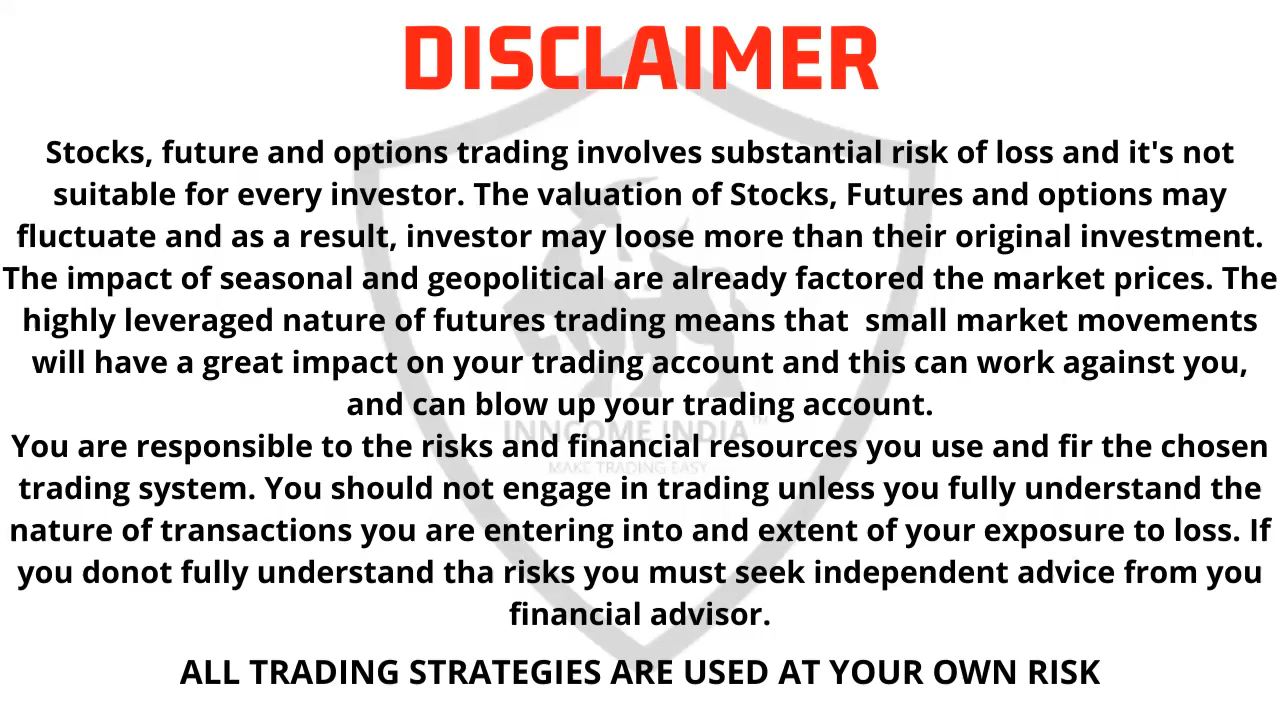 DISCLAIMER
Stocks, future and options trading involves substantial risk of loss and it's not
suitable for every investor. The valuation of Stocks, Futures and options may
fluctuate and as a result, investor may loose more than their original investment.
The impact of seasonal and geopolitical are already factored the market prices. The
highly leveraged nature of futures trading means that  small market movements
will have a great impact on your trading account and this can work against you,
and can blow up your trading account.
INNCOME INDIA™
You are responsible to the risks and financial resources you use and fir the chosen
MAKE TRADING EASY
trading system. You should not engage in trading unless you fully understand the
nature of transactions you are entering into and extent of your exposure to loss. If
you donot fully understand tha risks you must seek independent advice from you
financial advisor.
ALL TRADING STRATEGIES ARE USED AT YOUR OWN RISK